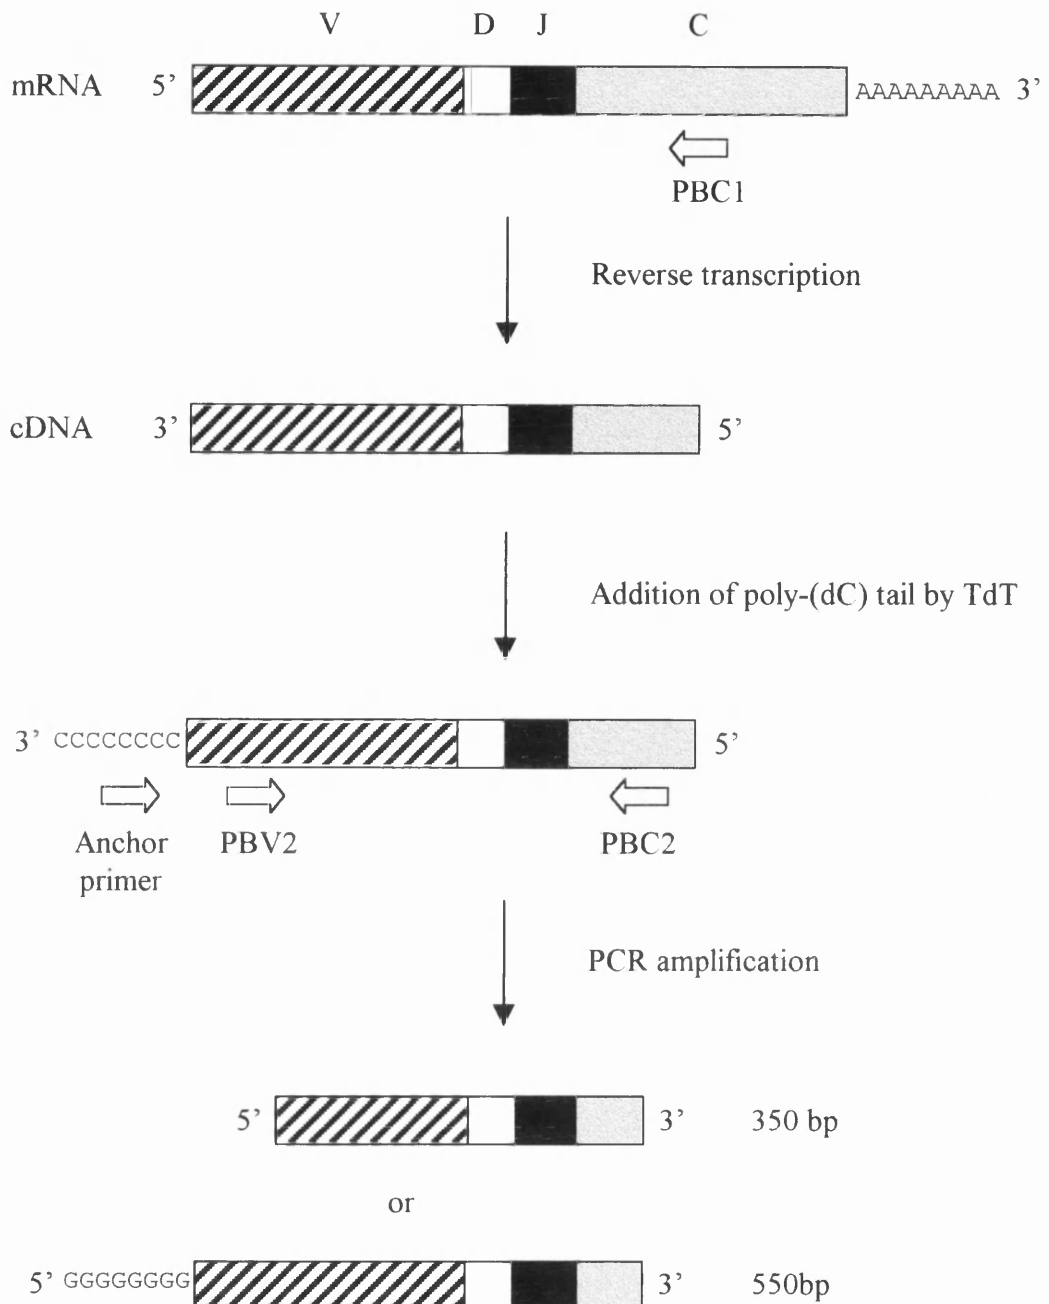 V D J C
mRNA 5’ AAAAAAAAA 3’
PBC1
Reverse transcription
cDNA 3’ 5’
Addition of poly-(dC) tail by TdT
3’ CCCCCCCC 5’
Anchor primer PBV2 PBC2
PCR amplification
5’ 3’ 350 bp
or
5’ GGGGGGGG 3’ 550bp